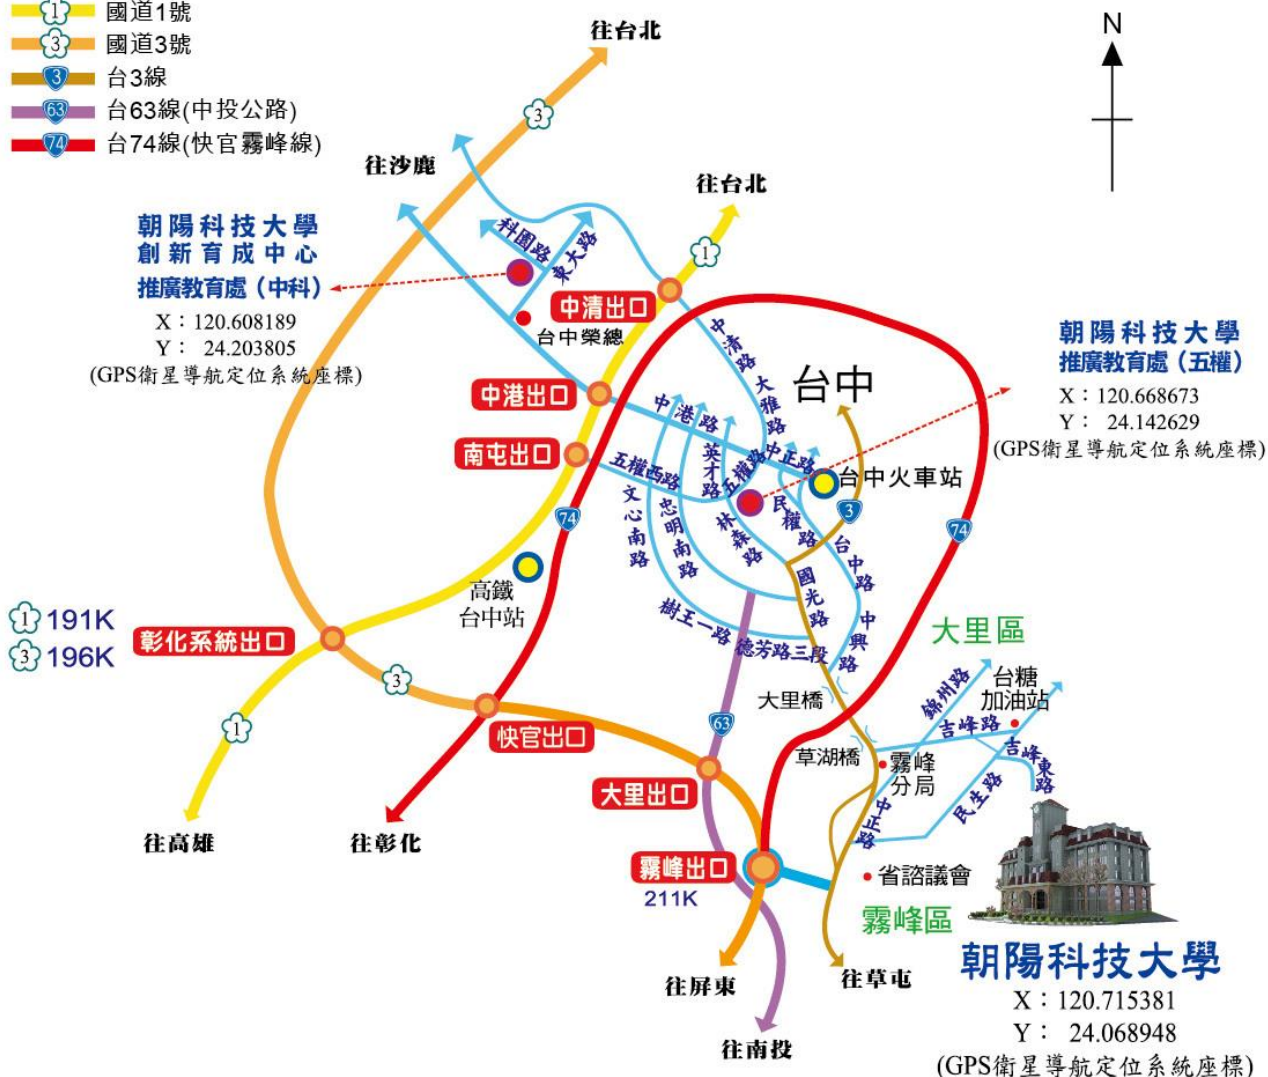 1 國道1號
3 國道3號
3 台3線
63 台63線(中投公路)
74 台74線(快官霧峰線)
N
往台北
3
往沙鹿
往台北
1
朝陽科技大學
創新育成中心
推廣教育處（中科）
X：120.608189
Y： 24.203805
(GPS衛星導航定位系統座標)
科園路
東大路
台中榮總
中清出口
中清路
大雅路
台中
朝陽科技大學
推廣教育處（五權）
X：120.668673
Y： 24.142629
(GPS衛星導航定位系統座標)
中港出口
中港路
南屯出口
五權西路
英才路
五權路
中正路
台中火車站
文心南路
忠明南路
林森路
民權路
3
74
74
台中路
高鐵
台中站
國光路
中興路
樹王一路
德芳路三段
1 191K
3 196K
彰化系統出口
大里區
3
1
快官出口
63
大里橋
錦州路
台糖
加油站
吉峰路
吉峰東路
草湖橋
霧峰
分局
民生路
中正路
大里出口
往高雄
往彰化
霧峰出口
211K
省諮議會
霧峰區
往屏東
往草屯
往南投
朝陽科技大學
X：120.715381
Y： 24.068948
(GPS衛星導航定位系統座標)